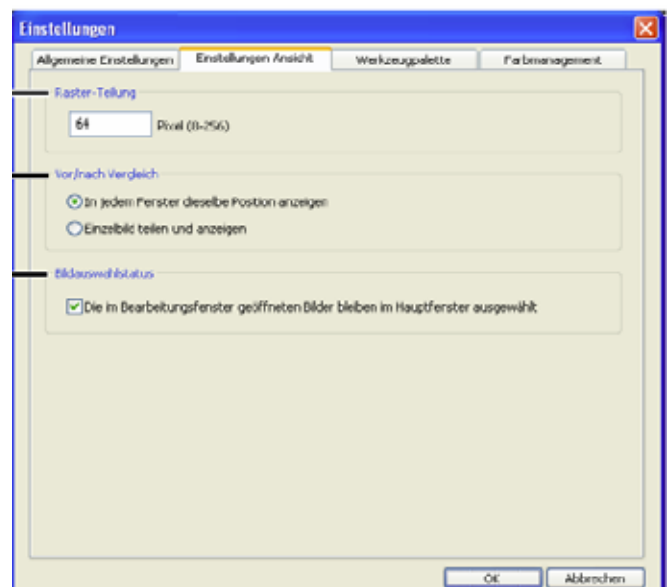 Einstellungen
Allgemeine Einstellungen Einstellungen Ansicht Werkzeugpalette Farbmanagement
Raster-Teilung
64 Pixel (8-256)
Vor/nach Vergleich
In jedem Fenster dieselbe Position anzeigen
Einzelbild teilen und anzeigen
Bildauswahlstatus
Die im Bearbeitungsfenster geöffneten Bilder bleiben im Hauptfenster ausgewählt
OK Abbrechen